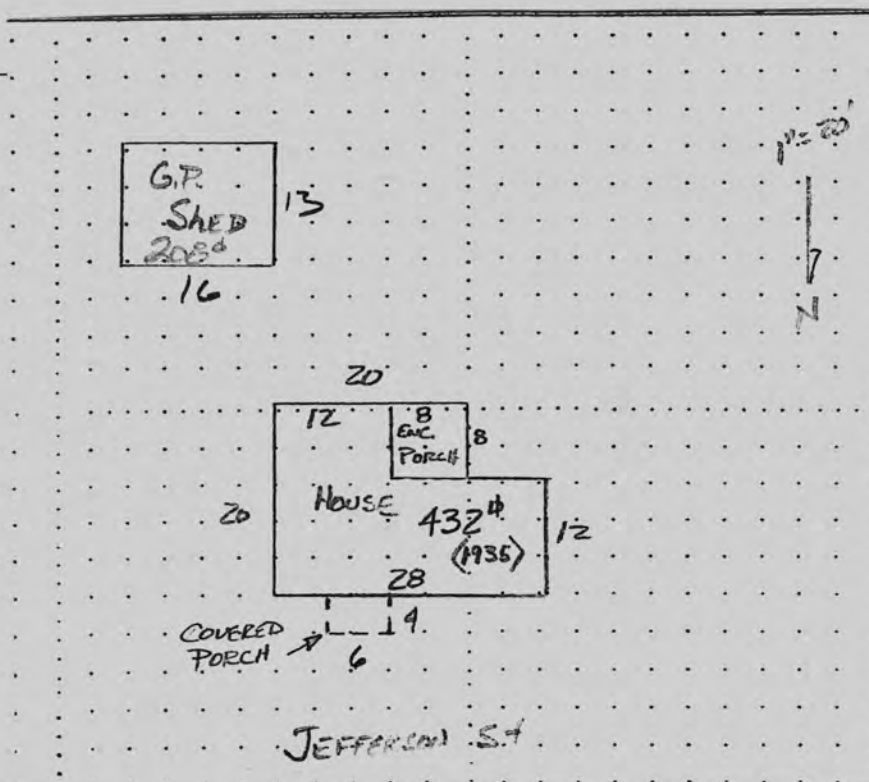 1"=20'
N
G.P.
SHED
208⌀
13
16
20
12
8
ENC.
PORCH
8
20
HOUSE
432⌀
(1935)
12
28
COVERED
PORCH
4
6
JEFFERSON St